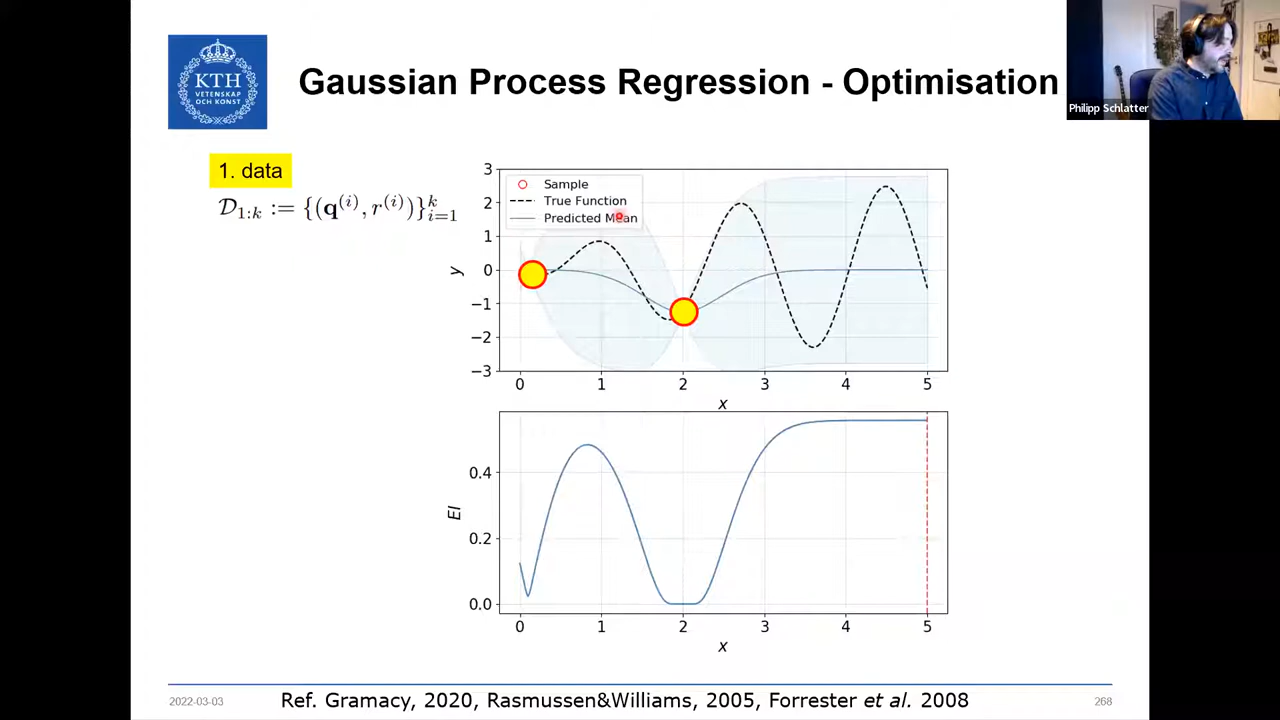 KTH
VETENSKAP
OCH KONST
Gaussian Process Regression - Optimisation
Philipp Schlatter
1. data
𝒟₁:ₖ := {(𝐪⁽ⁱ⁾, r⁽ⁱ⁾)}ᵏᵢ₌₁
Sample
True Function
Predicted Mean
3
2
1
0
−1
−2
−3
y
0 1 2 3 4 5
x
0.4
0.2
0.0
EI
0 1 2 3 4 5
x
2022-03-03
Ref. Gramacy, 2020, Rasmussen&Williams, 2005, Forrester et al. 2008
268